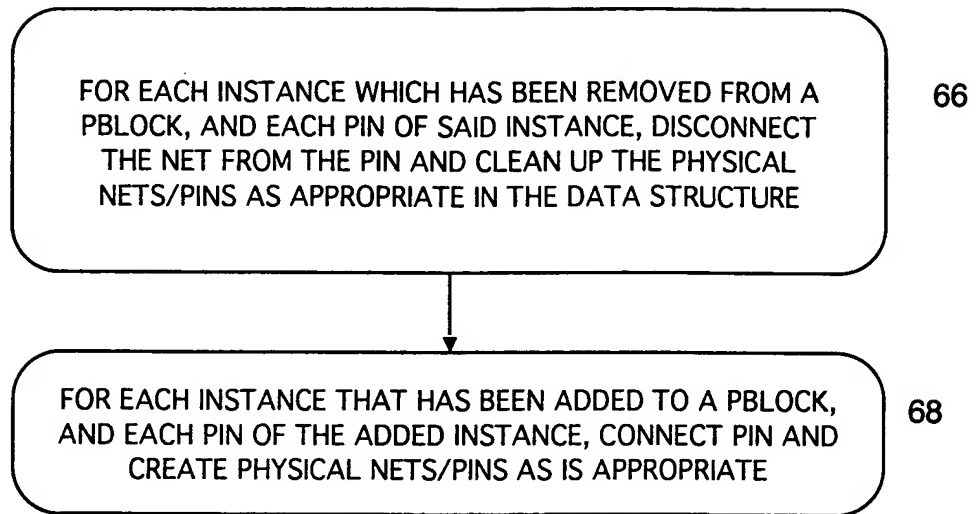 FOR EACH INSTANCE WHICH HAS BEEN REMOVED FROM A
PBLOCK, AND EACH PIN OF SAID INSTANCE, DISCONNECT
THE NET FROM THE PIN AND CLEAN UP THE PHYSICAL
NETS/PINS AS APPROPRIATE IN THE DATA STRUCTURE
66
FOR EACH INSTANCE THAT HAS BEEN ADDED TO A PBLOCK,
AND EACH PIN OF THE ADDED INSTANCE, CONNECT PIN AND
CREATE PHYSICAL NETS/PINS AS IS APPROPRIATE
68